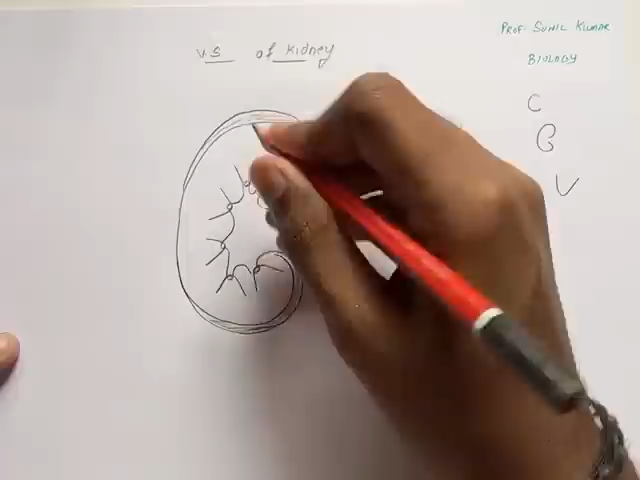 V.S of Kidney
PROF- SUNIL KUMAR
BIOLOGY
C
B
V